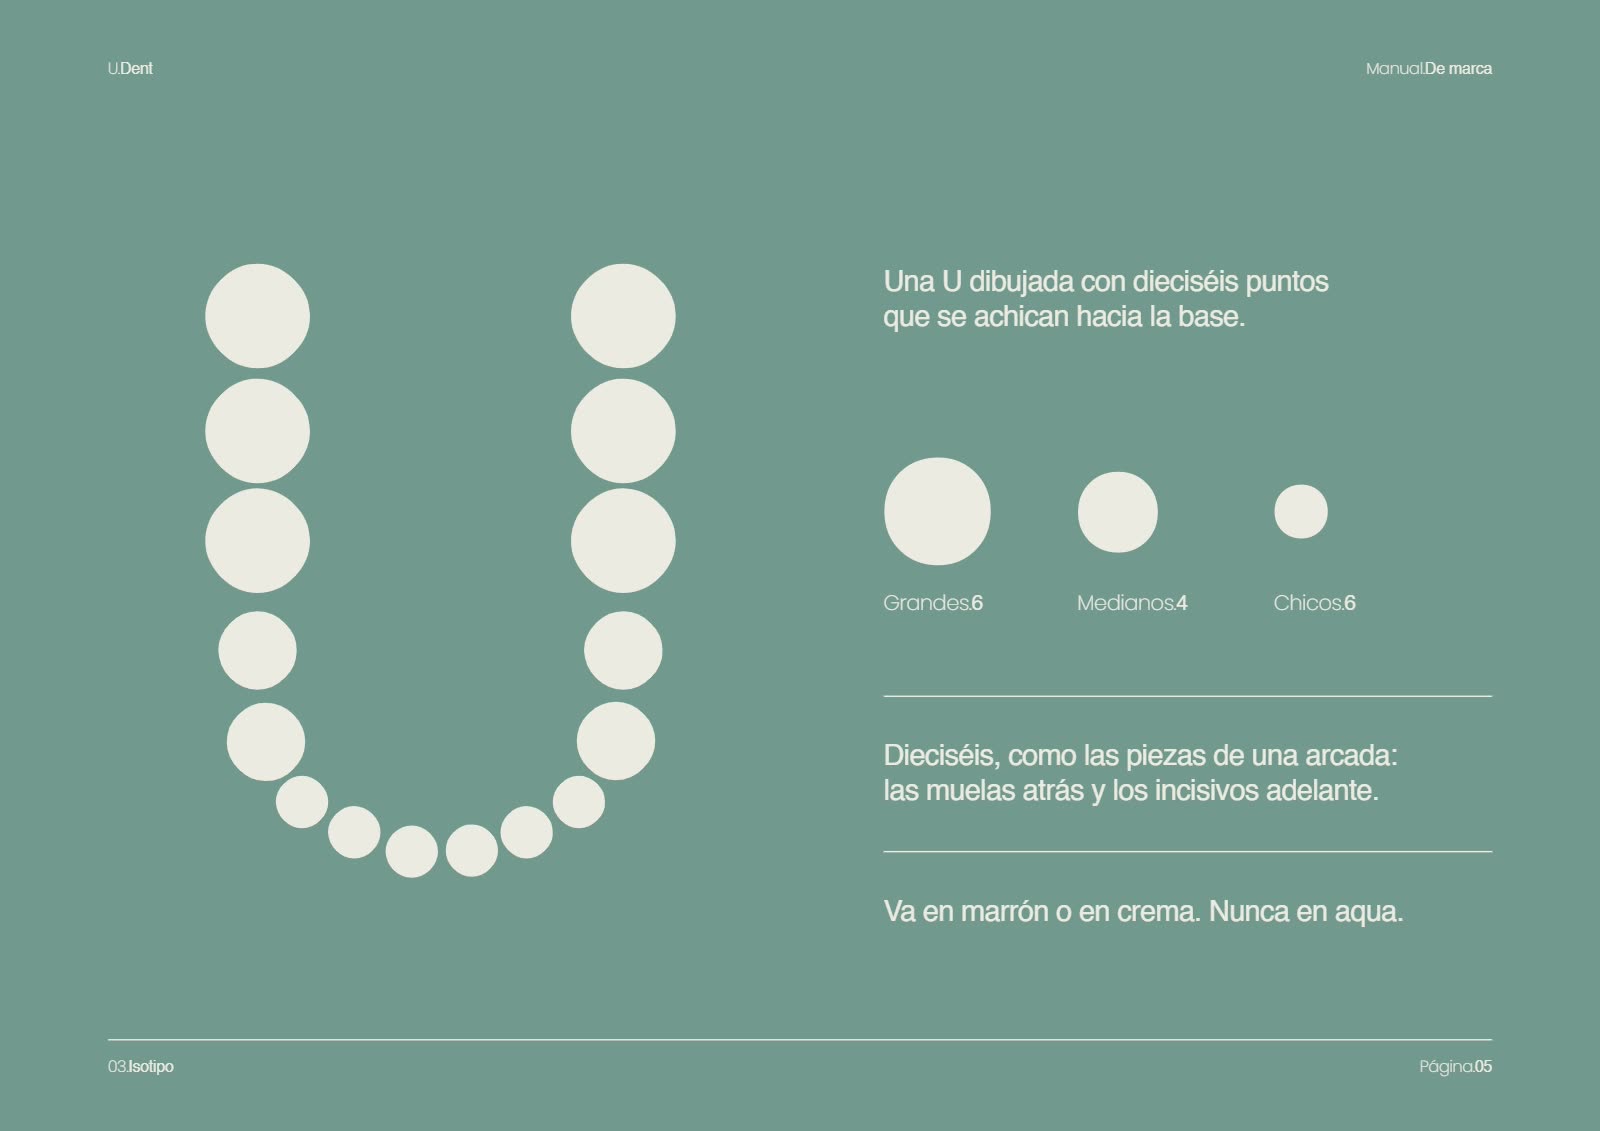 U.Dent
Manual.De marca
Una U dibujada con dieciséis puntos
que se achican hacia la base.
Grandes.6
Medianos.4
Chicos.6
Dieciséis, como las piezas de una arcada:
las muelas atrás y los incisivos adelante.
Va en marrón o en crema. Nunca en aqua.
03.Isotipo
Página.05